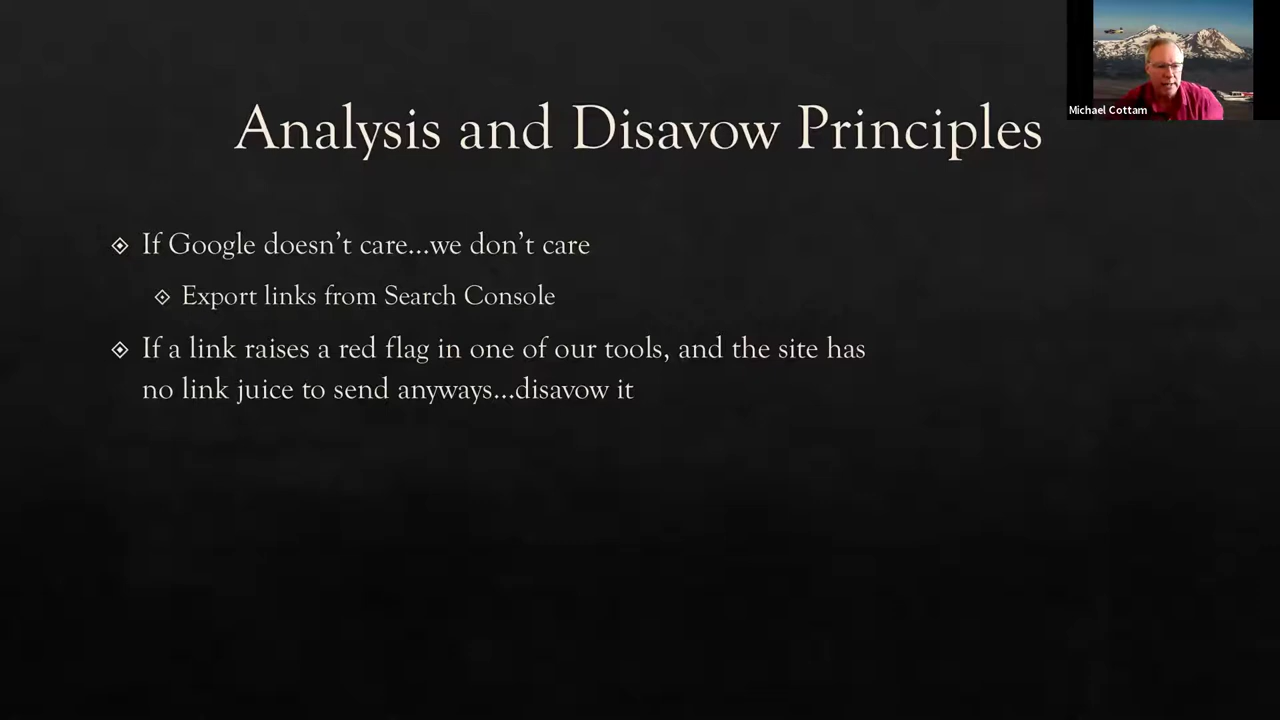 Michael Cottam
Analysis and Disavow Principles
If Google doesn't care...we don't care
Export links from Search Console
If a link raises a red flag in one of our tools, and the site has
no link juice to send anyways...disavow it